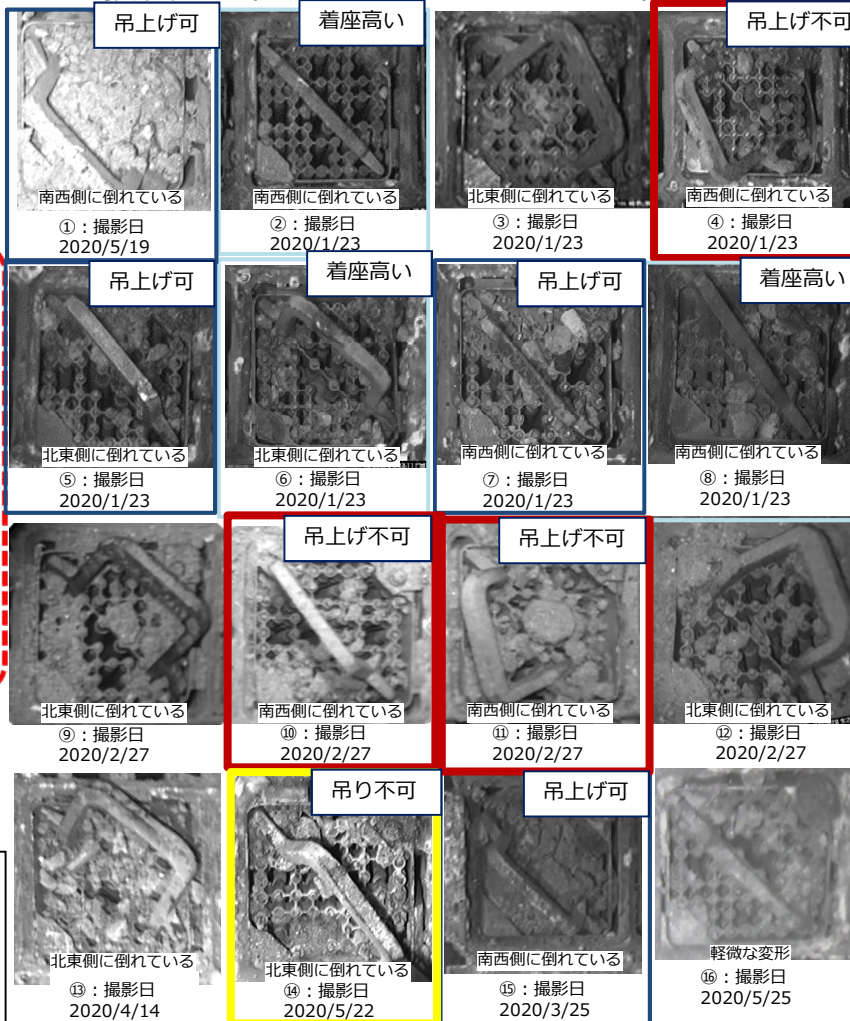 吊上げ可
着座高い
吊上げ不可
南西側に倒れている
南西側に倒れている
北東側に倒れている
南西側に倒れている
①：撮影日
2020/5/19
②：撮影日
2020/1/23
③：撮影日
2020/1/23
④：撮影日
2020/1/23
吊上げ可
着座高い
吊上げ可
着座高い
北東側に倒れている
北東側に倒れている
南西側に倒れている
南西側に倒れている
⑤：撮影日
2020/1/23
⑥：撮影日
2020/1/23
⑦：撮影日
2020/1/23
⑧：撮影日
2020/1/23
吊上げ不可
吊上げ不可
北東側に倒れている
南西側に倒れている
南西側に倒れている
北東側に倒れている
⑨：撮影日
2020/2/27
⑩：撮影日
2020/2/27
⑪：撮影日
2020/2/27
⑫：撮影日
2020/2/27
吊り不可
吊上げ可
北東側に倒れている
北東側に倒れている
南西側に倒れている
軽微な変形
⑬：撮影日
2020/4/14
⑭：撮影日
2020/5/22
⑮：撮影日
2020/3/25
⑯：撮影日
2020/5/25